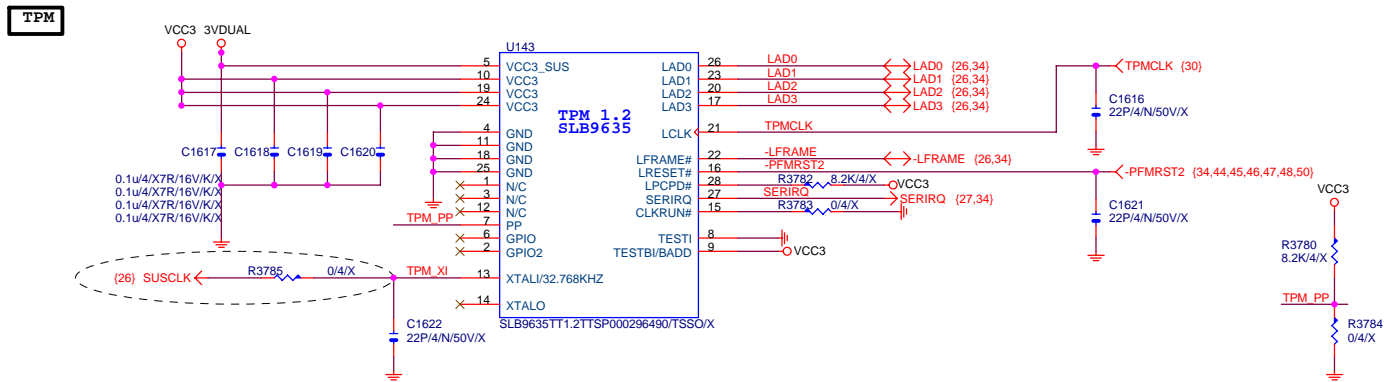 TPM
VCC3 3VDUAL
U143
5 VCC3_SUS
10 VCC3
19 VCC3
24 VCC3
4 GND
11 GND
18 GND
25 GND
1 N/C
3 N/C
12 N/C
TPM_PP 7 PP
6 GPIO
2 GPIO2
TPM_XI 13 XTALI/32.768KHZ
14 XTALO
TPM 1.2
SLB9635
LAD0 26 LAD0 LAD0 {26,34}
LAD1 23 LAD1 LAD1 {26,34}
LAD2 20 LAD2 LAD2 {26,34}
LAD3 17 LAD3 LAD3 {26,34}
LCLK 21 TPMCLK TPMCLK {30}
LFRAME# 22 -LFRAME -LFRAME {26,34}
LRESET# 16 -PFMRST2 -PFMRST2 {34,44,45,46,47,48,50}
LPCPD# 28 R3782 8.2K/4/X VCC3
SERIRQ 27 SERIRQ SERIRQ {27,34}
CLKRUN# 15 R3783 0/4/X
TESTI 8
TESTBI/BADD 9 VCC3
SLB9635TT1.2TTSP000296490/TSSO/X
C1617 C1618 C1619 C1620
0.1u/4/X7R/16V/K/X
0.1u/4/X7R/16V/K/X
0.1u/4/X7R/16V/K/X
0.1u/4/X7R/16V/K/X
{26} SUSCLK R3785 0/4/X
C1622
22P/4/N/50V/X
C1616
22P/4/N/50V/X
C1621
22P/4/N/50V/X
VCC3
R3780
8.2K/4/X
TPM_PP
R3784
0/4/X